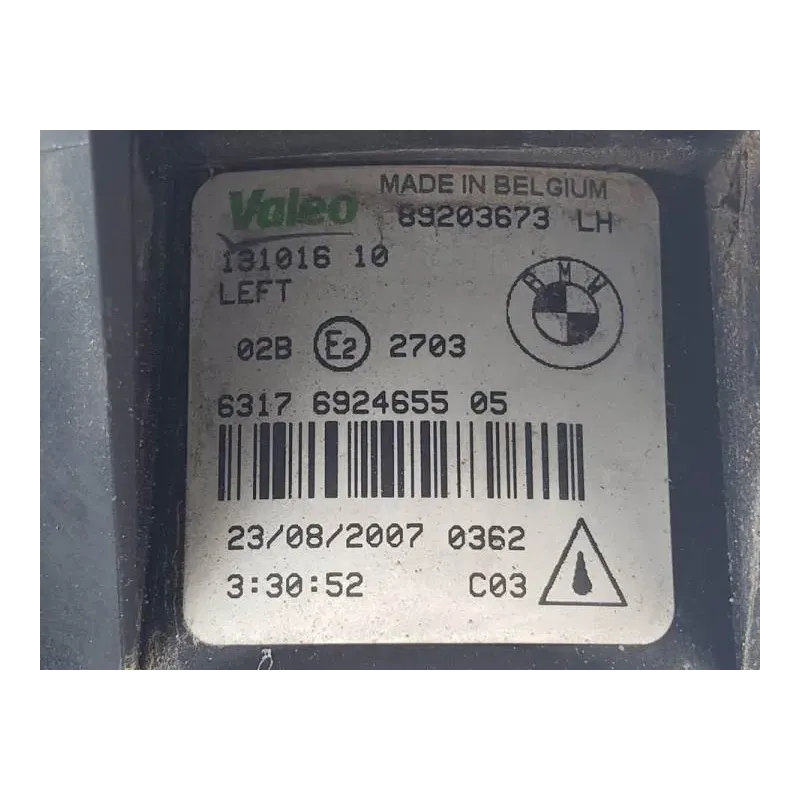 Valeo MADE IN BELGIUM
89203673 LH
131016 10
LEFT
BMW
02B E2 2703
6317 6924655 05
23/08/2007 0362
3:30:52 C03